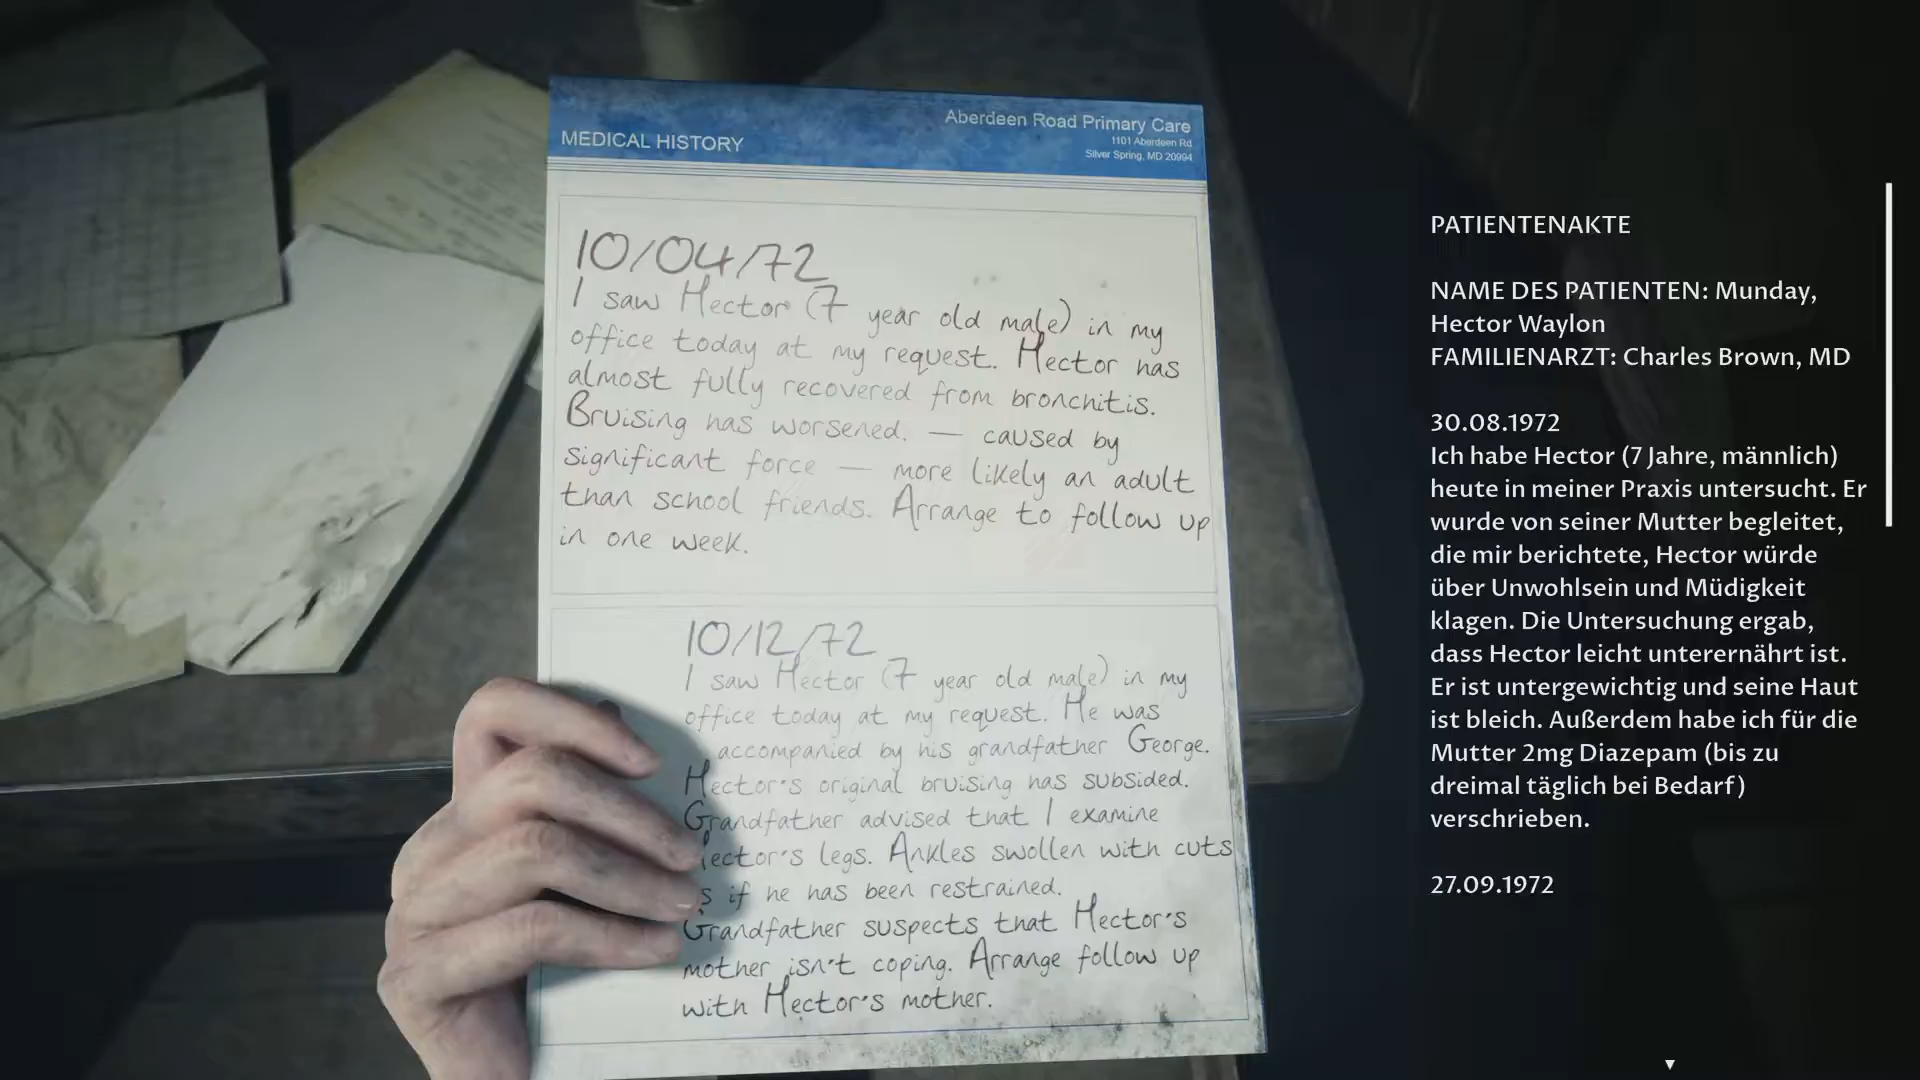 MEDICAL HISTORY
Aberdeen Road Primary Care
1101 Aberdeen Rd
Silver Spring, MD 20994
10/04/72
I saw Hector (7 year old male) in my
office today at my request. Hector has
almost fully recovered from bronchitis.
Bruising has worsened. — caused by
significant force — more likely an adult
than school friends. Arrange to follow up
in one week.
10/12/72
I saw Hector (7 year old male) in my
office today at my request. He was
accompanied by his grandfather George.
Hector's original bruising has subsided.
Grandfather advised that I examine
Hector's legs. Ankles swollen with cuts
as if he has been restrained.
Grandfather suspects that Hector's
mother isn't coping. Arrange follow up
with Hector's mother.
PATIENTENAKTE
NAME DES PATIENTEN: Munday,
Hector Waylon
FAMILIENARZT: Charles Brown, MD
30.08.1972
Ich habe Hector (7 Jahre, männlich)
heute in meiner Praxis untersucht. Er
wurde von seiner Mutter begleitet,
die mir berichtete, Hector würde
über Unwohlsein und Müdigkeit
klagen. Die Untersuchung ergab,
dass Hector leicht unterernährt ist.
Er ist untergewichtig und seine Haut
ist bleich. Außerdem habe ich für die
Mutter 2mg Diazepam (bis zu
dreimal täglich bei Bedarf)
verschrieben.
27.09.1972